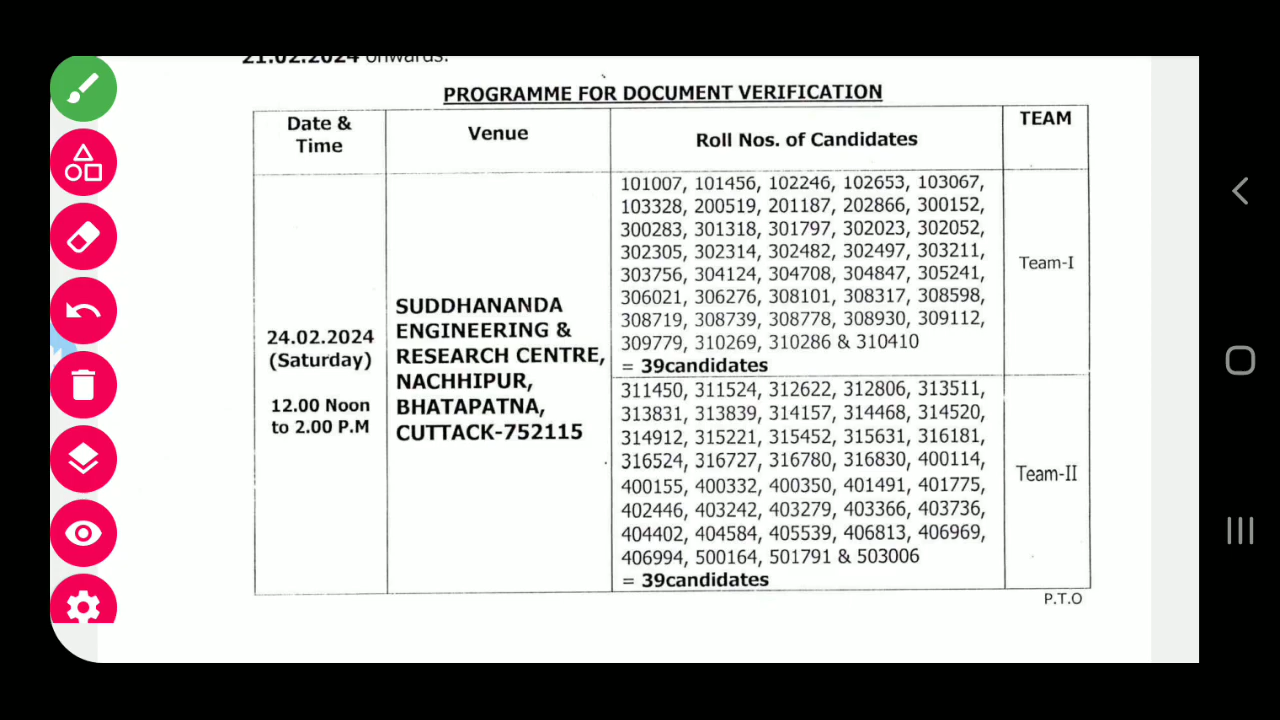 21.02.2024 onwards.
PROGRAMME FOR DOCUMENT VERIFICATION
Date &
Time
Venue
Roll Nos. of Candidates
TEAM
24.02.2024
(Saturday)
12.00 Noon
to 2.00 P.M
SUDDHANANDA
ENGINEERING &
RESEARCH CENTRE,
NACHHIPUR,
BHATAPATNA,
CUTTACK-752115
101007, 101456, 102246, 102653, 103067,
103328, 200519, 201187, 202866, 300152,
300283, 301318, 301797, 302023, 302052,
302305, 302314, 302482, 302497, 303211,
303756, 304124, 304708, 304847, 305241,
306021, 306276, 308101, 308317, 308598,
308719, 308739, 308778, 308930, 309112,
309779, 310269, 310286 & 310410
= 39candidates
Team-I
311450, 311524, 312622, 312806, 313511,
313831, 313839, 314157, 314468, 314520,
314912, 315221, 315452, 315631, 316181,
316524, 316727, 316780, 316830, 400114,
400155, 400332, 400350, 401491, 401775,
402446, 403242, 403279, 403366, 403736,
404402, 404584, 405539, 406813, 406969,
406994, 500164, 501791 & 503006
= 39candidates
Team-II
P.T.O